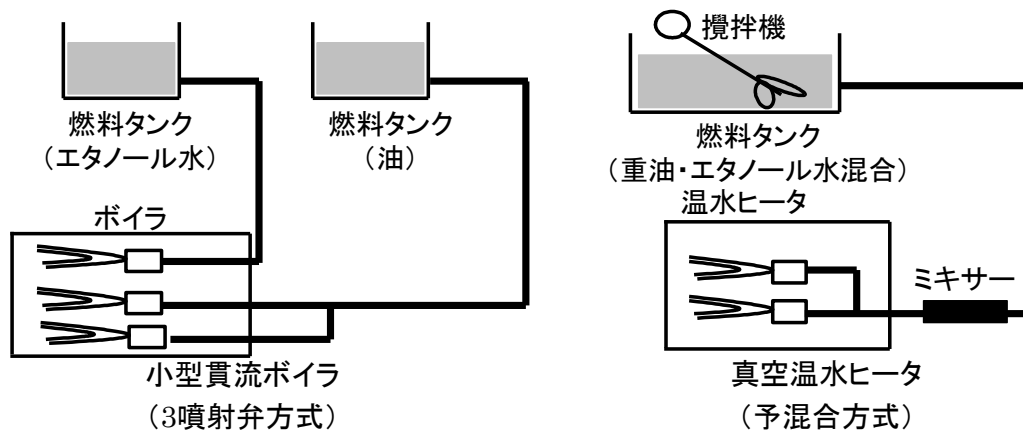 燃料タンク
（エタノール水）
燃料タンク
（油）
ボイラ
小型貫流ボイラ
（3噴射弁方式）
攪拌機
燃料タンク
（重油・エタノール水混合）
温水ヒータ
ミキサー
真空温水ヒータ
（予混合方式）